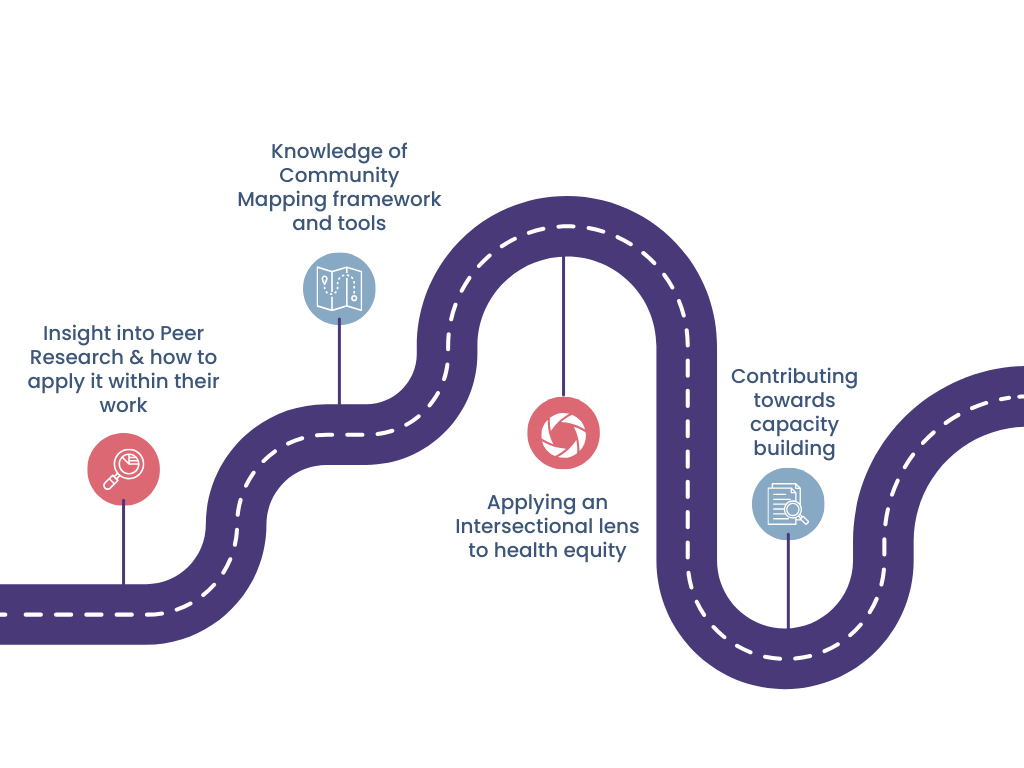 Insight into Peer
Research & how to
apply it within their
work
Knowledge of
Community
Mapping framework
and tools
Applying an
Intersectional lens
to health equity
Contributing
towards
capacity
building